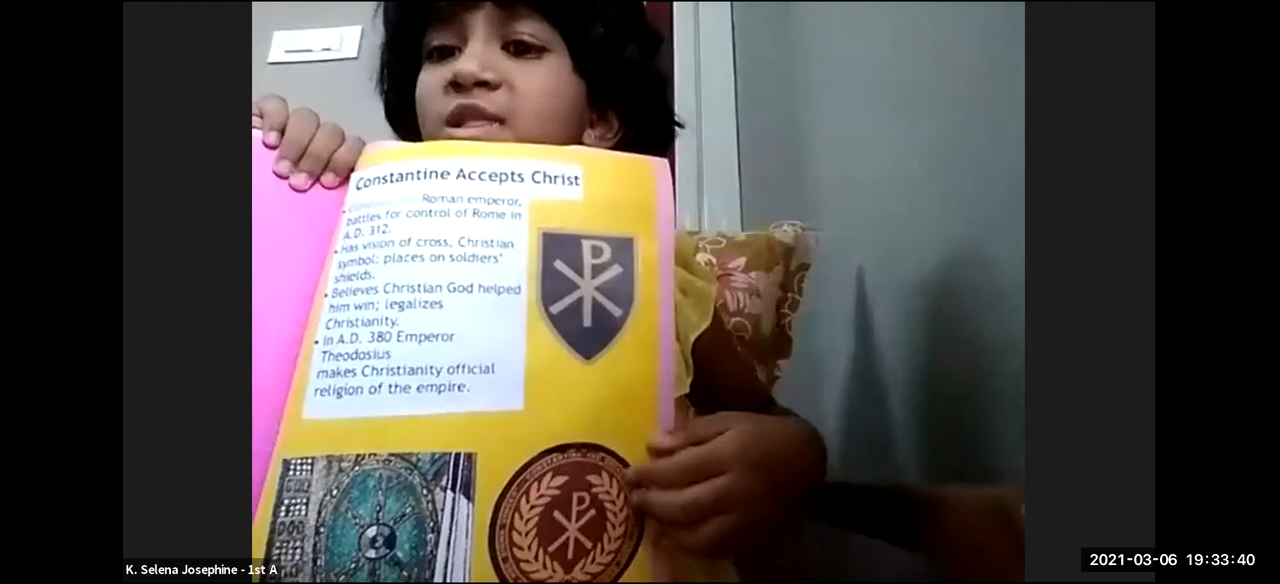 Constantine Accepts Christ
• Constantine, Roman emperor,
battles for control of Rome in
A.D. 312.
• Has vision of cross, Christian
symbol; places on soldiers'
shields.
• Believes Christian God helped
him win; legalizes
Christianity.
• In A.D. 380 Emperor
Theodosius
makes Christianity official
religion of the empire.
K. Selena Josephine - 1st A
2021-03-06 19:33:40